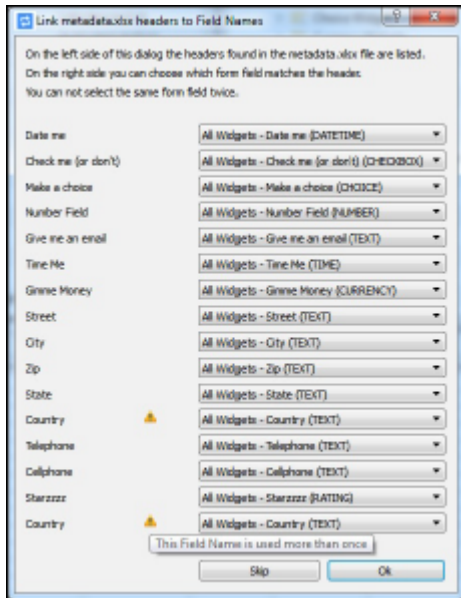 Link metadata.xlsx headers to Field Names
On the left side of this dialog the headers found in the metadata.xlsx file are listed.
On the right side you can choose which form field matches the header.
You can not select the same form field twice.
Date me All Widgets - Date me (DATETIME)
Check me (or don't) All Widgets - Check me (or don't) (CHECKBOX)
Make a choice All Widgets - Make a choice (CHOICE)
Number Field All Widgets - Number Field (NUMBER)
Give me an email All Widgets - Give me an email (TEXT)
Time Me All Widgets - Time Me (TIME)
Gimme Money All Widgets - Gimme Money (CURRENCY)
Street All Widgets - Street (TEXT)
City All Widgets - City (TEXT)
Zip All Widgets - Zip (TEXT)
State All Widgets - State (TEXT)
Country All Widgets - Country (TEXT)
Telephone All Widgets - Telephone (TEXT)
Cellphone All Widgets - Cellphone (TEXT)
Starzzzz All Widgets - Starzzzz (RATING)
Country All Widgets - Country (TEXT)
This Field Name is used more than once
Skip Ok